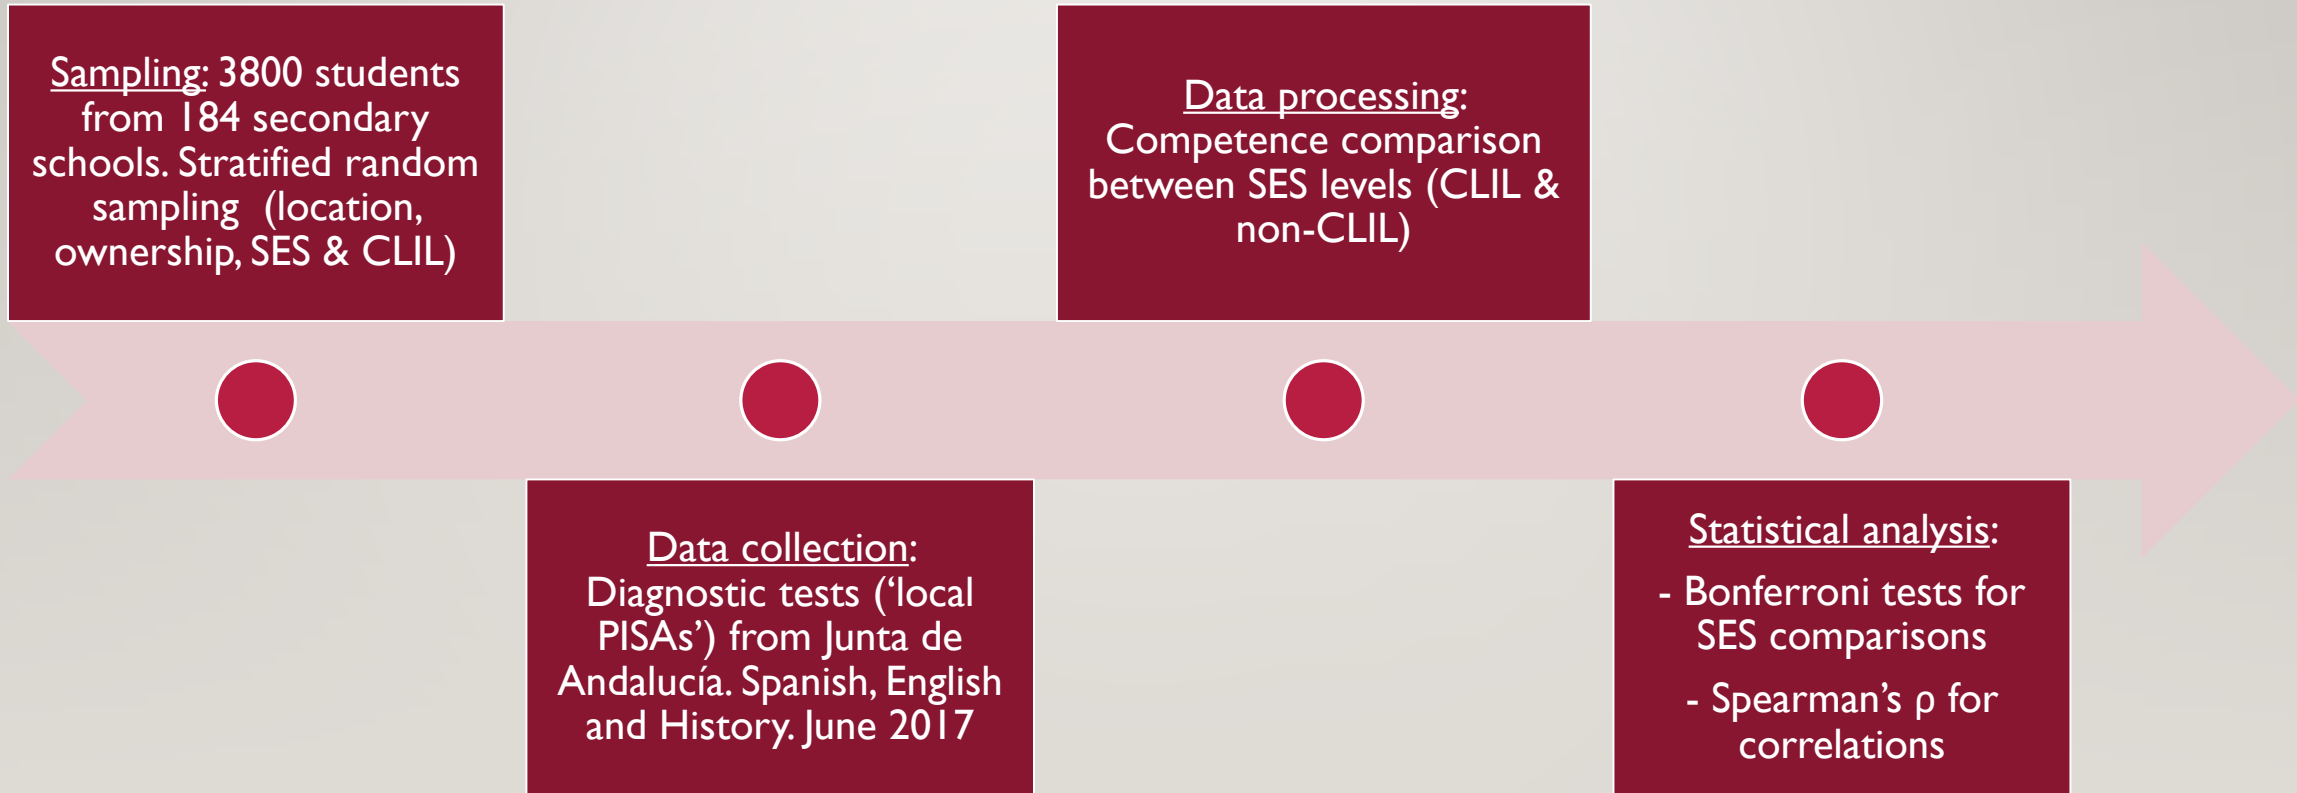 Sampling: 3800 students
from 184 secondary
schools. Stratified random
sampling (location,
ownership, SES & CLIL)
Data collection:
Diagnostic tests (‘local
PISAs’) from Junta de
Andalucía. Spanish, English
and History. June 2017
Data processing:
Competence comparison
between SES levels (CLIL &
non-CLIL)
Statistical analysis:
- Bonferroni tests for
SES comparisons
- Spearman’s ρ for
correlations